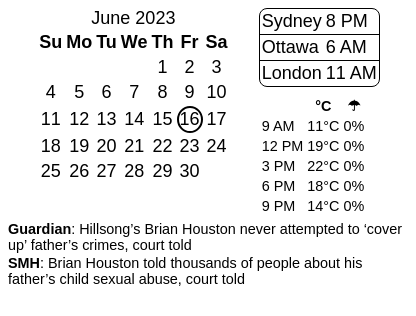 June 2023
Su Mo Tu We Th Fr Sa
1 2 3
4 5 6 7 8 9 10
11 12 13 14 15 16 17
18 19 20 21 22 23 24
25 26 27 28 29 30
Sydney 8 PM
Ottawa 6 AM
London 11 AM
°C ☂
9 AM 11°C 0%
12 PM 19°C 0%
3 PM 22°C 0%
6 PM 18°C 0%
9 PM 14°C 0%
Guardian: Hillsong’s Brian Houston never attempted to ‘cover
up’ father’s crimes, court told
SMH: Brian Houston told thousands of people about his
father’s child sexual abuse, court told